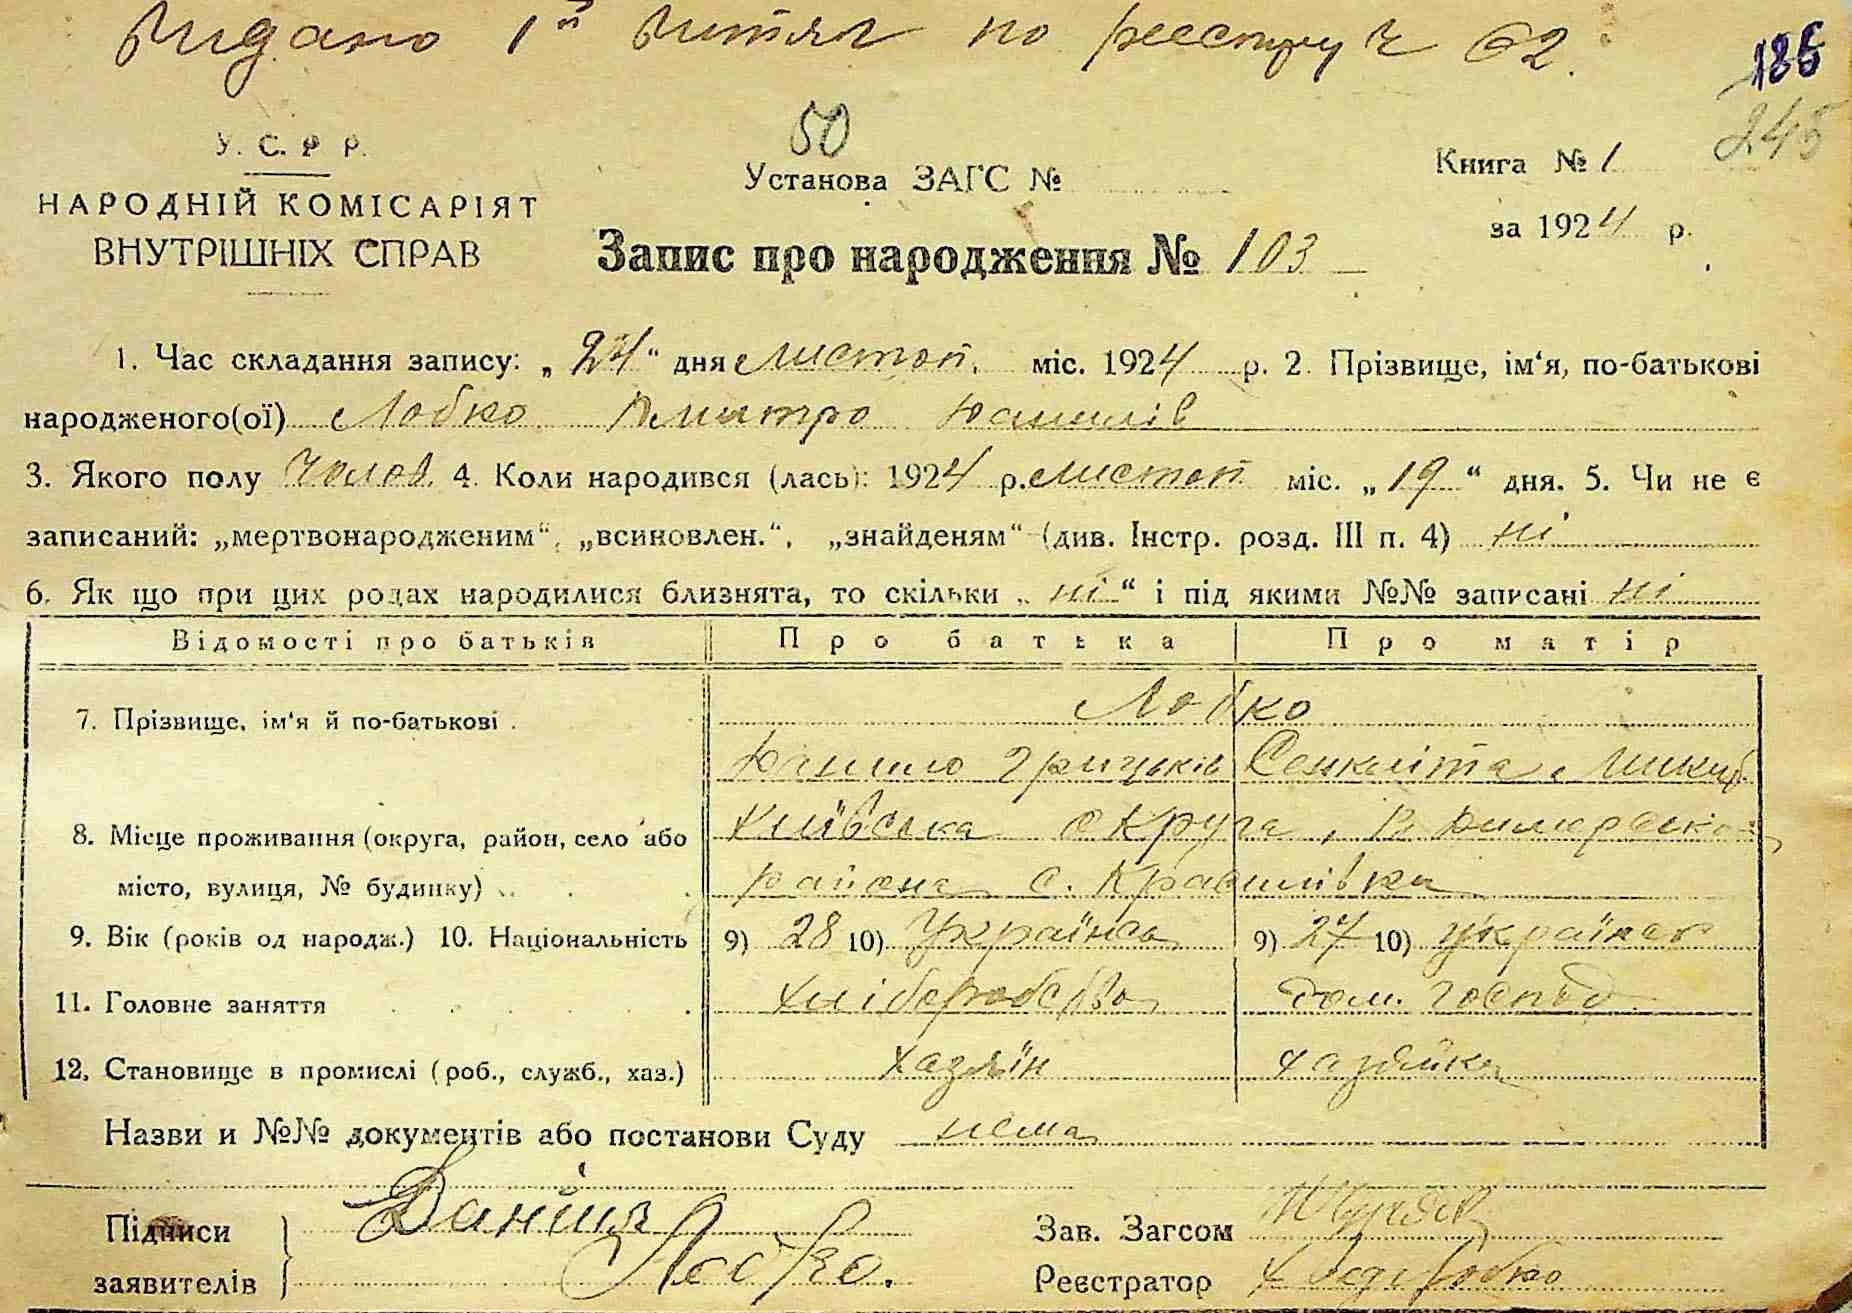 Видано 1й витяг по реєстру Ч 62.
186
245
50
У. С. Р. Р.
НАРОДНІЙ КОМІСАРІЯТ
ВНУТРІШНІХ СПРАВ
Установа ЗАГС №
Книга № 1
за 1924 р.
Запис про народження № 103
1. Час складання запису: „24“ дня листоп. міс. 1924 р. 2. Прізвище, ім‘я, по-батькові
народженого(ої) Лобко Дмитро Данилів
3. Якого полу Чолов. 4. Коли народився (лась): 1924 р. листоп міс. „19“ дня. 5. Чи не є
записаний: „мертвонародженим“, „всиновлен.“, „знайденям“ (див. Інстр. розд. III п. 4) ні
6. Як що при цих родах народилися близнята, то скільки „ні“ і під якими №№ записані ні
Відомості про батьків Про батька Про матір
7. Прізвище, ім‘я й по-батькові . Лобко
Данило Грицьків Сенкліта Микит.
8. Місце проживання (округа, район, село або Київська округа,
місто, вулиця, № будинку) району с. Красилівка
9. Вік (років од народж.) 10. Національність 9) 28 10) Українець 9) 27 10) українка
11. Головне заняття хліборобство дом. господ
12. Становище в промислі (роб., служб., хаз.) хазяїн хазяйка
Назви и №№ документів або постанови Суду нема
Підписи
заявителів
Данило
Лобко.
Зав. Загсом
Реєстратор Лобко